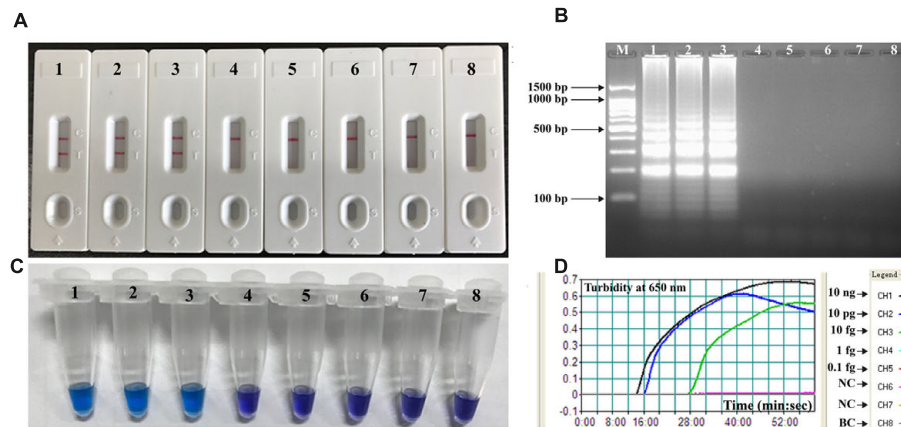 A
1 2 3 4 5 6 7 8
C C C C C C C C
T T T T T T T T
S S S S S S S S
B
M 1 2 3 4 5 6 7 8
1500 bp
1000 bp
500 bp
100 bp
C
1 2 3 4 5 6 7 8
D
Turbidity at 650 nm
0.7
0.6
0.5
0.4
0.3
0.2
0.1
0
-0.1
0:00 8:00 16:00 28:00 40:00 52:00
Time (min:sec)
Legend
10 ng CH1
10 pg CH2
10 fg CH3
1 fg CH4
0.1 fg CH5
NC CH6
NC CH7
BC CH8